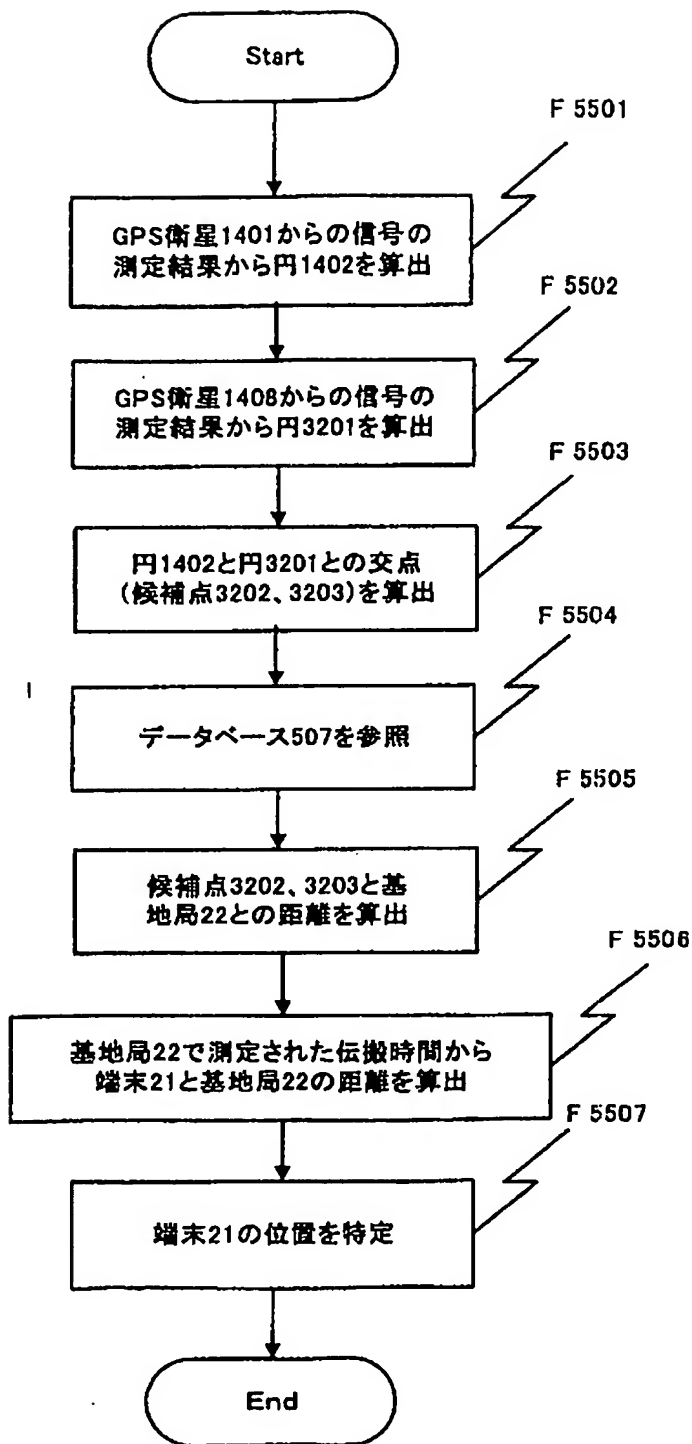 Start
F 5501
GPS衛星1401からの信号の
測定結果から円1402を算出
F 5502
GPS衛星1408からの信号の
測定結果から円3201を算出
F 5503
円1402と円3201との交点
(候補点3202、3203)を算出
F 5504
データベース507を参照
F 5505
候補点3202、3203と基
地局22との距離を算出
F 5506
基地局22で測定された伝搬時間から
端末21と基地局22の距離を算出
F 5507
端末21の位置を特定
End